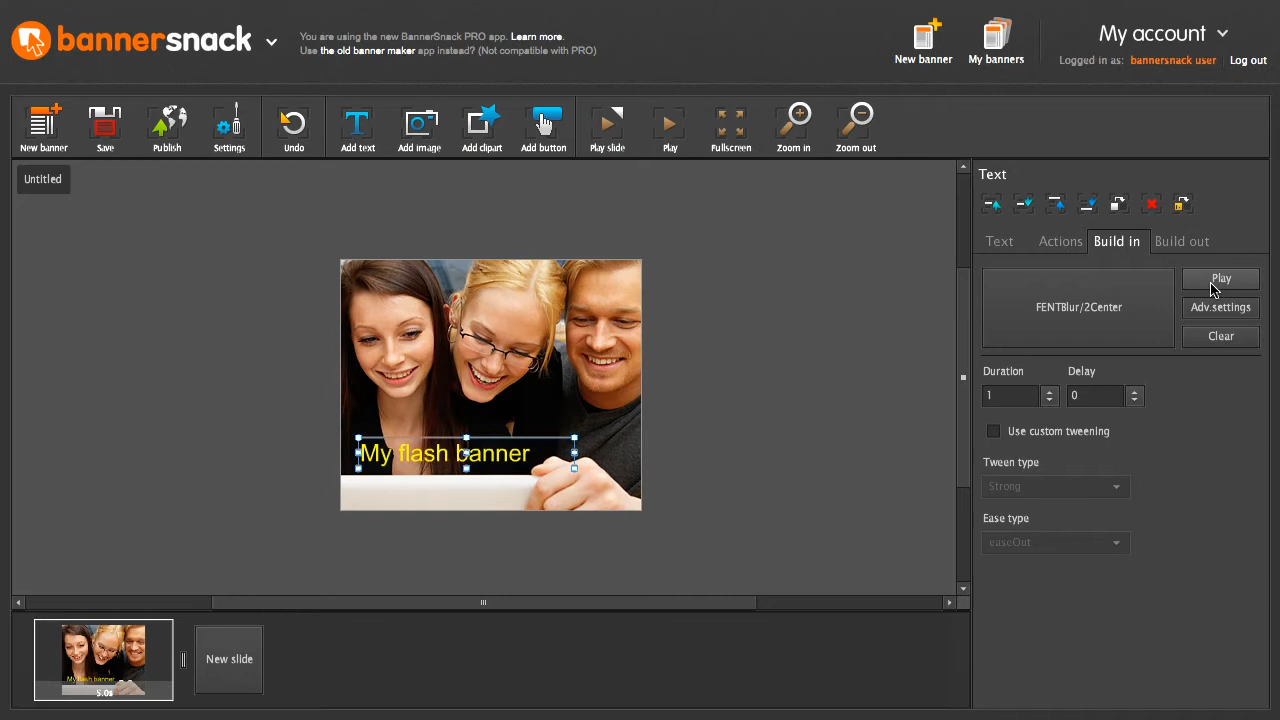 bannersnack
You are using the new BannerSnack PRO app. Learn more.
Use the old banner maker app instead? (Not compatible with PRO)
New banner
My banners
My account
Logged in as: bannersnack user
Log out
New banner
Save
Publish
Settings
Undo
Add text
Add image
Add clipart
Add button
Play slide
Play
Fullscreen
Zoom in
Zoom out
Untitled
Text
Text
Actions
Build in
Build out
FENTBlur/2Center
Play
Adv.settings
Clear
Duration
Delay
1
0
Use custom tweening
Tween type
Strong
Ease type
easeOut
My flash banner
My flash banner
5.0s
New slide